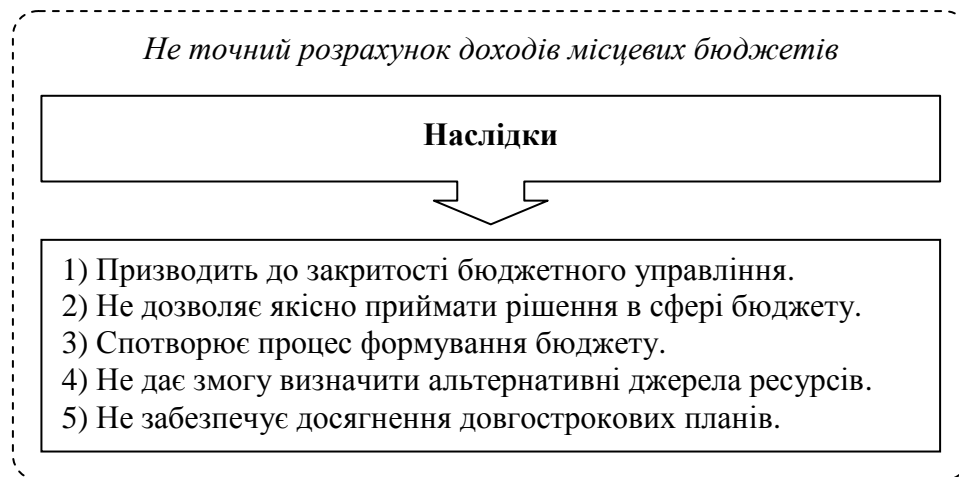 Не точний розрахунок доходів місцевих бюджетів
Наслідки
1) Призводить до закритості бюджетного управління.
2) Не дозволяє якісно приймати рішення в сфері бюджету.
3) Спотворює процес формування бюджету.
4) Не дає змогу визначити альтернативні джерела ресурсів.
5) Не забезпечує досягнення довгострокових планів.